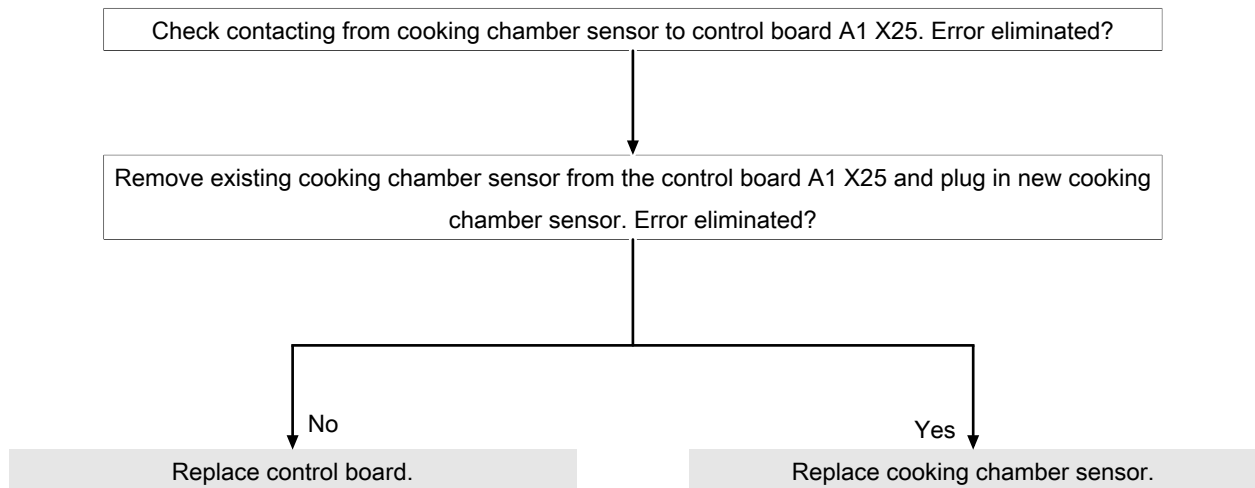 Check contacting from cooking chamber sensor to control board A1 X25. Error eliminated?
Remove existing cooking chamber sensor from the control board A1 X25 and plug in new cooking
chamber sensor. Error eliminated?
No
Yes
Replace control board.
Replace cooking chamber sensor.